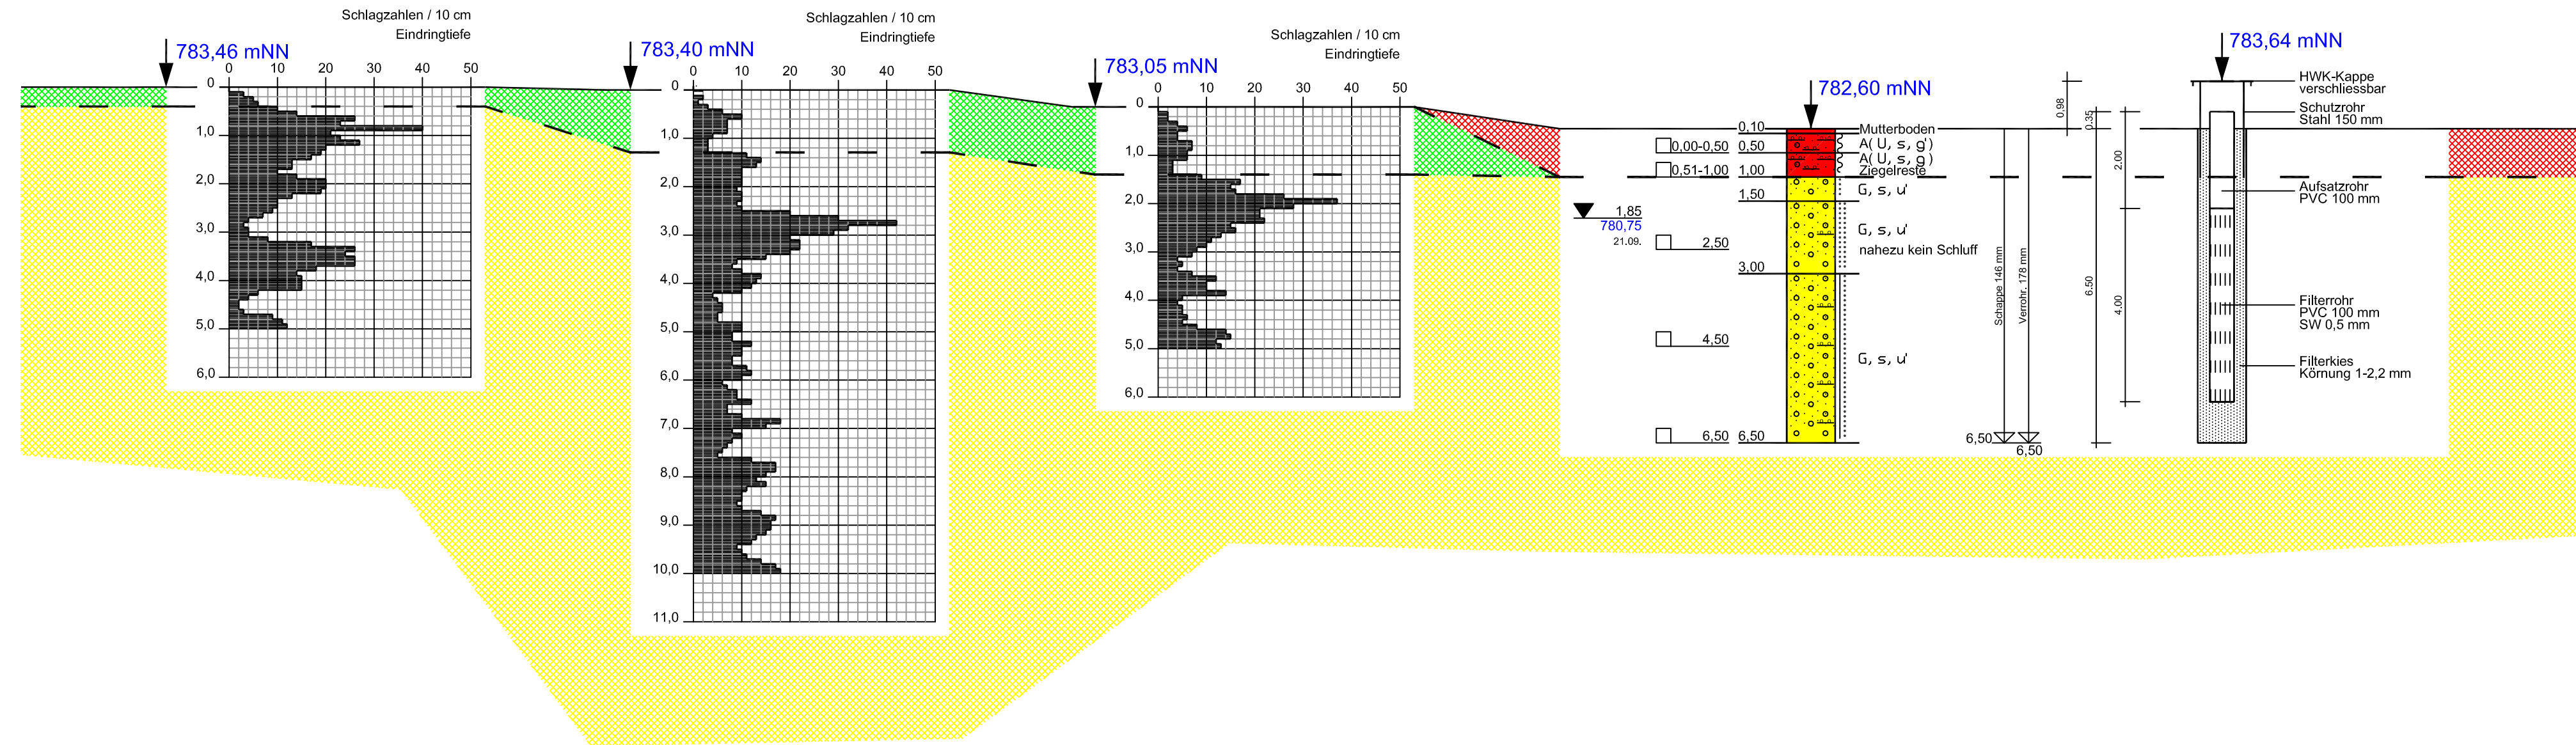 Schlagzahlen / 10 cm
Eindringtiefe
783,46 mNN
0 10 20 30 40 50
0
1,0
2,0
3,0
4,0
5,0
6,0
Schlagzahlen / 10 cm
Eindringtiefe
783,40 mNN
0 10 20 30 40 50
0
1,0
2,0
3,0
4,0
5,0
6,0
7,0
8,0
9,0
10,0
11,0
Schlagzahlen / 10 cm
Eindringtiefe
783,05 mNN
0 10 20 30 40 50
0
1,0
2,0
3,0
4,0
5,0
6,0
1,85
780,75
21.09.
0,00-0,50
0,51-1,00
2,50
4,50
6,50
782,60 mNN
0,10
0,50
1,00
1,50
3,00
6,50
Mutterboden
A( U, s, g')
A( U, s, g )
Ziegelreste
G, s, u'
G, s, u'
nahezu kein Schluff
G, s, u'
Schappe 146 mm
Verrohr. 178 mm
6,50
6,50
0,98
0.35
2.00
6.50
4.00
783,64 mNN
HWK-Kappe
verschliessbar
Schutzrohr
Stahl 150 mm
Aufsatzrohr
PVC 100 mm
Filterrohr
PVC 100 mm
SW 0,5 mm
Filterkies
Körnung 1-2,2 mm